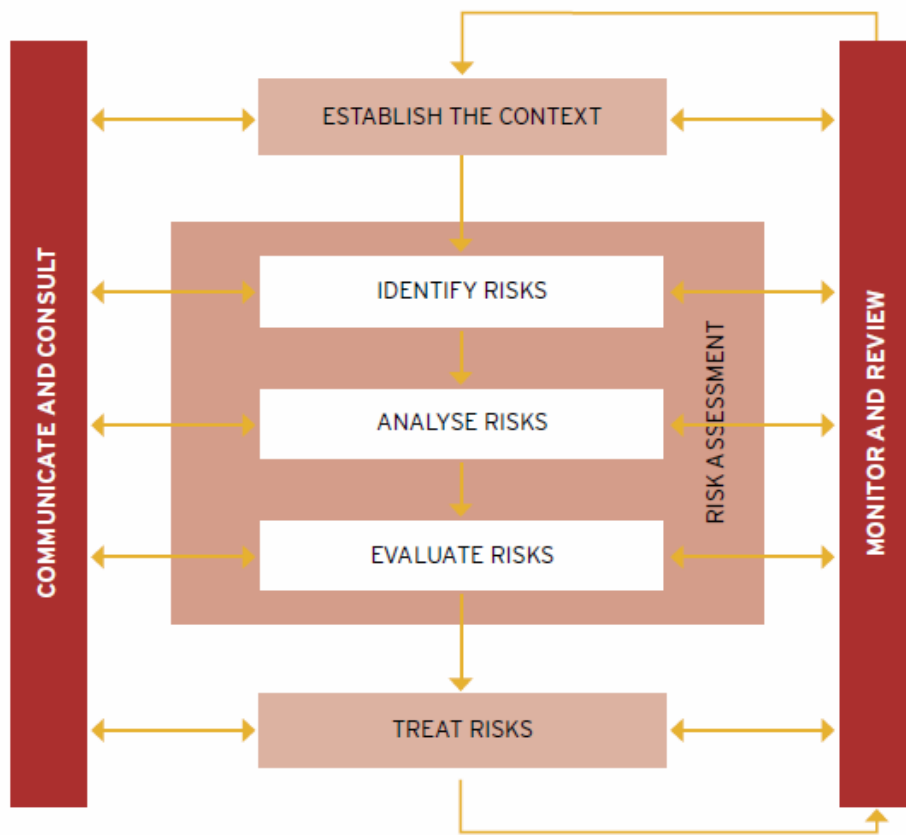 ESTABLISH THE CONTEXT
COMMUNICATE AND CONSULT
IDENTIFY RISKS
ANALYSE RISKS
EVALUATE RISKS
RISK ASSESSMENT
MONITOR AND REVIEW
TREAT RISKS